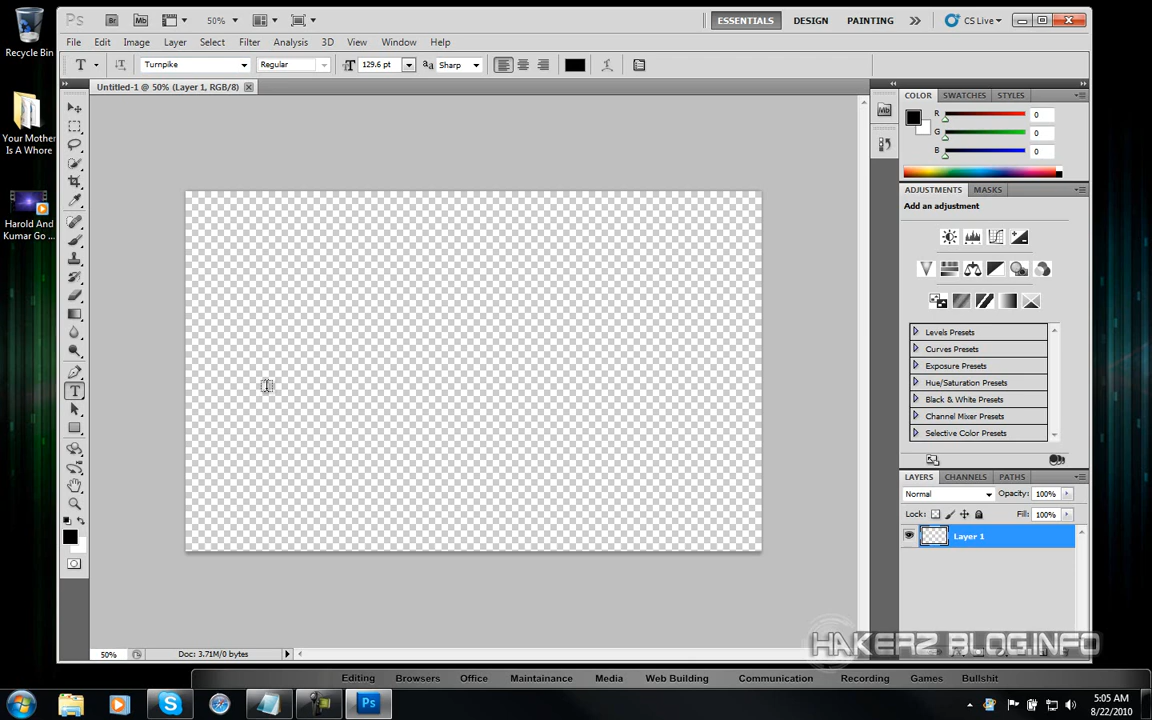 Recycle Bin
Your Mother
Is A Whore
Harold And
Kumar Go ...
Ps Br Mb 50%
ESSENTIALS DESIGN PAINTING CS Live
File Edit Image Layer Select Filter Analysis 3D View Window Help
T Turnpike Regular 129.6 pt aa Sharp
Untitled-1 @ 50% (Layer 1, RGB/8)
COLOR SWATCHES STYLES
R 0
G 0
B 0
ADJUSTMENTS MASKS
Add an adjustment
Levels Presets
Curves Presets
Exposure Presets
Hue/Saturation Presets
Black & White Presets
Channel Mixer Presets
Selective Color Presets
LAYERS CHANNELS PATHS
Normal Opacity: 100%
Lock: Fill: 100%
Layer 1
50% Doc: 3.71M/0 bytes
HAKERZ BLOG.INFO
Editing Browsers Office Maintanance Media Web Building Communication Recording Games Bullshit
Ps
5:05 AM
8/22/2010